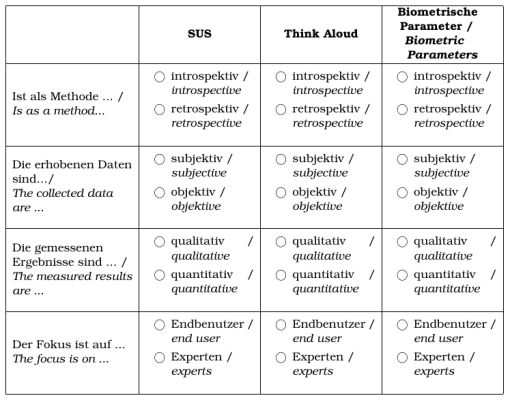 SUS
Think Aloud
Biometrische
Parameter /
Biometric
Parameters
Ist als Methode ... /
Is as a method...
introspektiv /
introspective
retrospektiv /
retrospective
introspektiv /
introspective
retrospektiv /
retrospective
introspektiv /
introspective
retrospektiv /
retrospective
Die erhobenen Daten
sind.../
The collected data
are ...
subjektiv /
subjective
objektiv /
objektive
subjektiv /
subjective
objektiv /
objektive
subjektiv /
subjective
objektiv /
objektive
Die gemessenen
Ergebnisse sind ... /
The measured results
are ...
qualitativ /
qualitative
quantitativ /
quantitative
qualitativ /
qualitative
quantitativ /
quantitative
qualitativ /
qualitative
quantitativ /
quantitative
Der Fokus ist auf ...
The focus is on ...
Endbenutzer /
end user
Experten /
experts
Endbenutzer /
end user
Experten /
experts
Endbenutzer /
end user
Experten /
experts